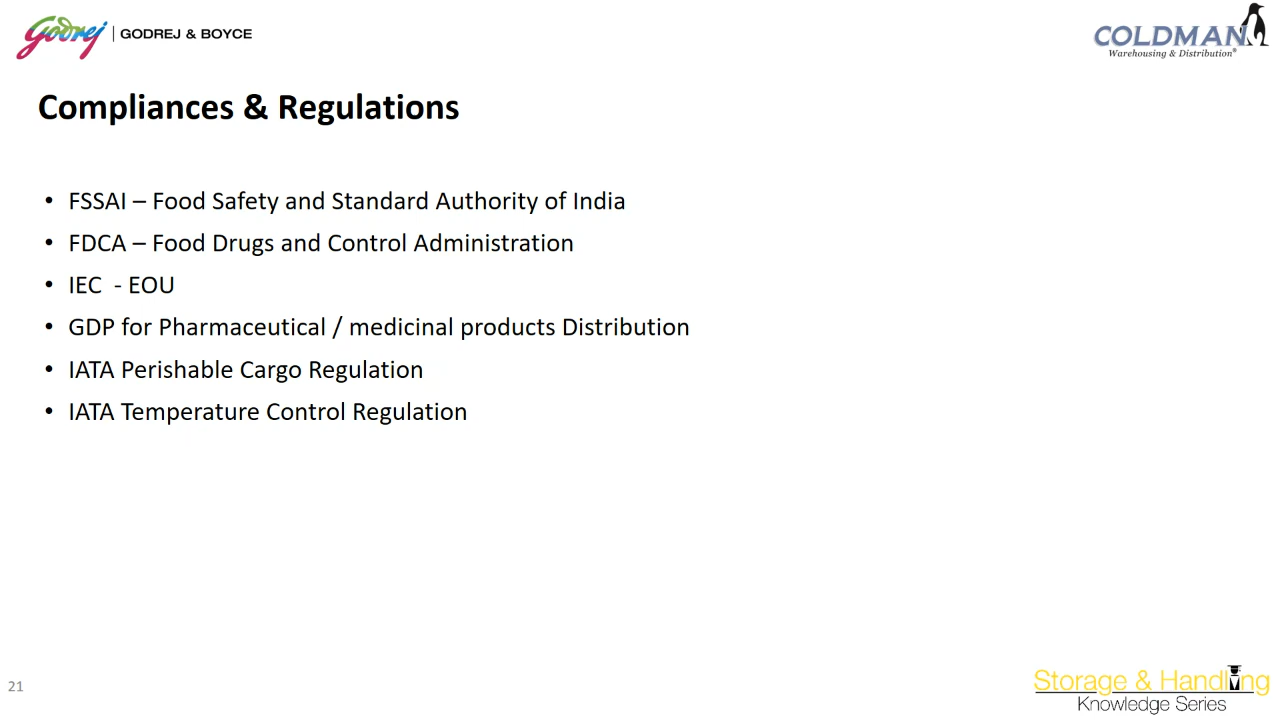 Godrej | GODREJ & BOYCE
COLDMAN
Warehousing & Distribution®
Compliances & Regulations
• FSSAI – Food Safety and Standard Authority of India
• FDCA – Food Drugs and Control Administration
• IEC - EOU
• GDP for Pharmaceutical / medicinal products Distribution
• IATA Perishable Cargo Regulation
• IATA Temperature Control Regulation
21
Storage & Handling
Knowledge Series